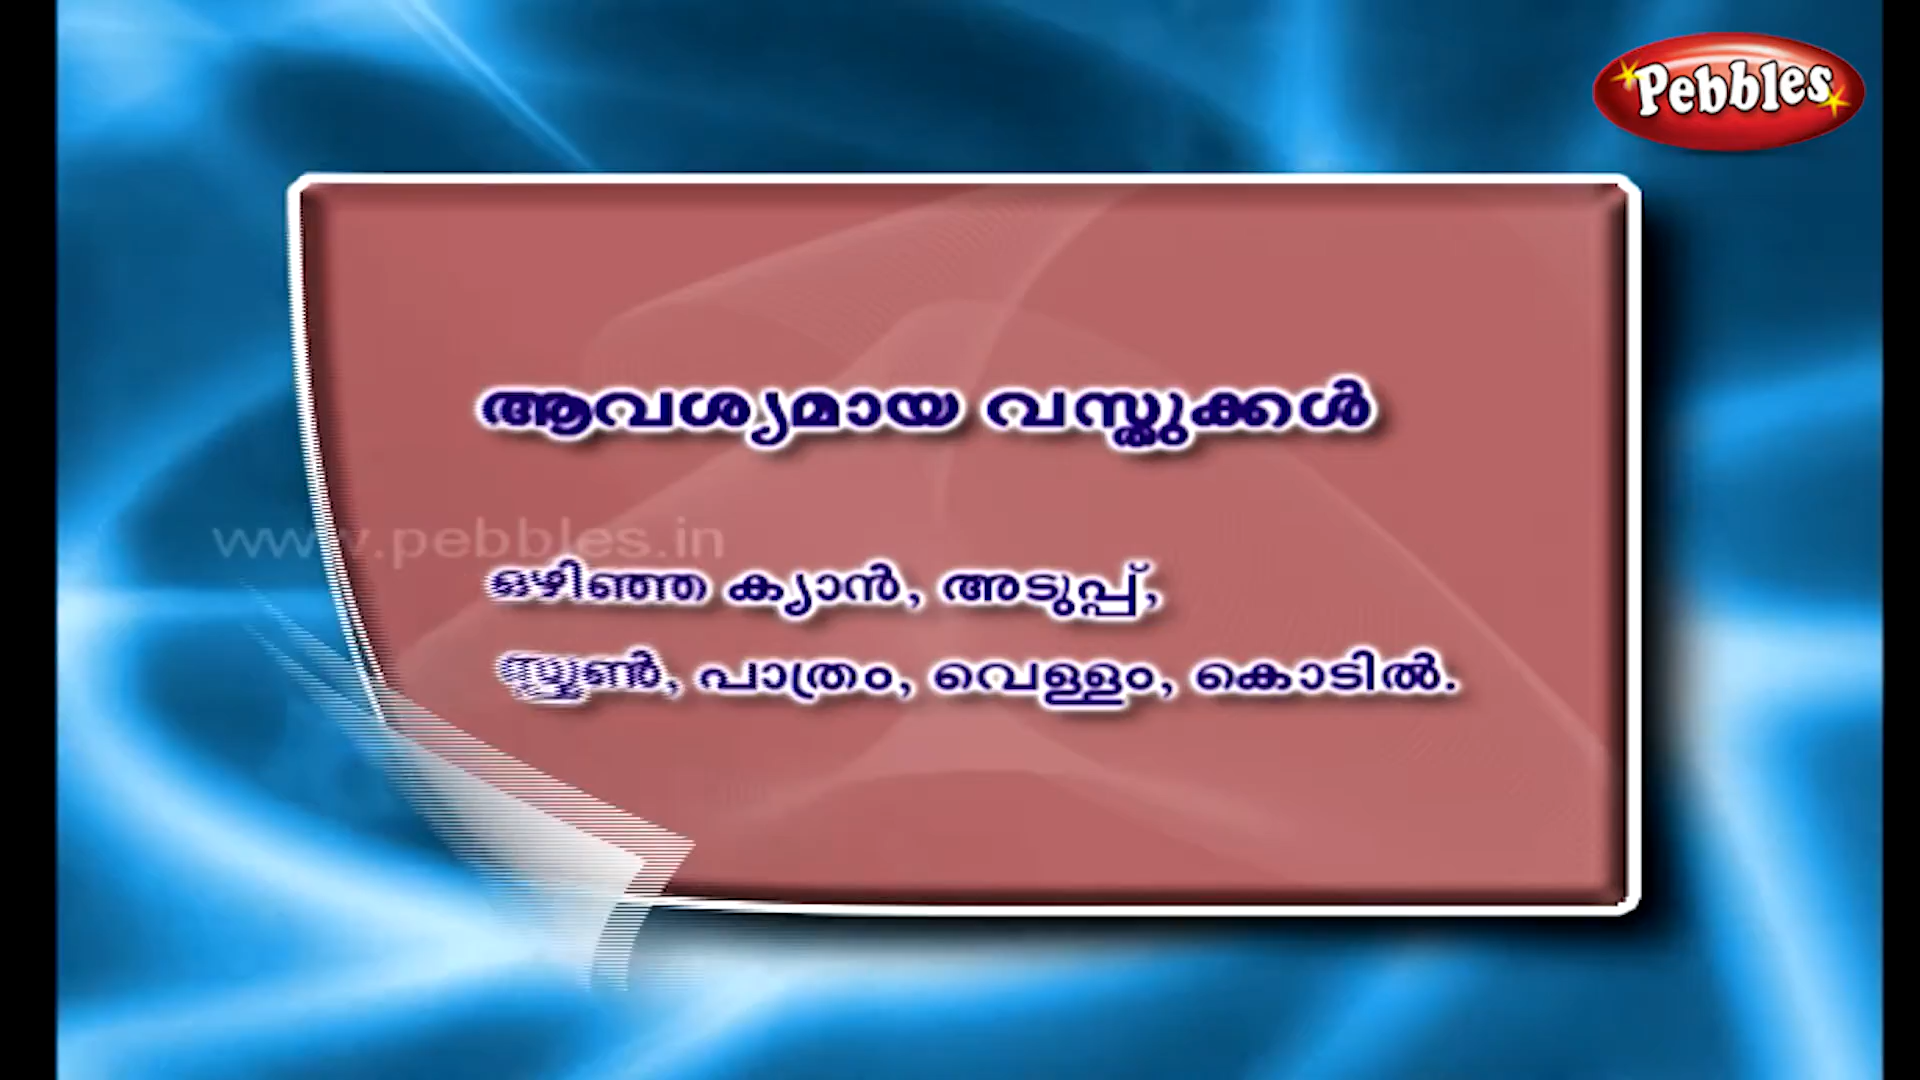 Pebbles
ആവശ്യമായ വസ്തുക്കൾ
www.pebbles.in
ഒഴിഞ്ഞ ക്യാൻ, അടുപ്പ്,
സ്പൂൺ, പാത്രം, വെള്ളം, കൊടിൽ.